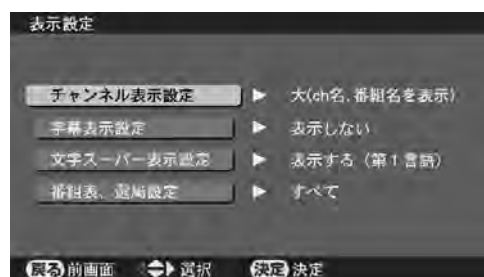 表示設定
チャンネル表示設定 ▶ 大(ch名、番組名を表示)
字幕表示設定 ▶ 表示しない
文字スーパー表示設定 ▶ 表示する(第1言語)
番組表、選局設定 ▶ すべて
戻る 前画面 選択 決定 決定